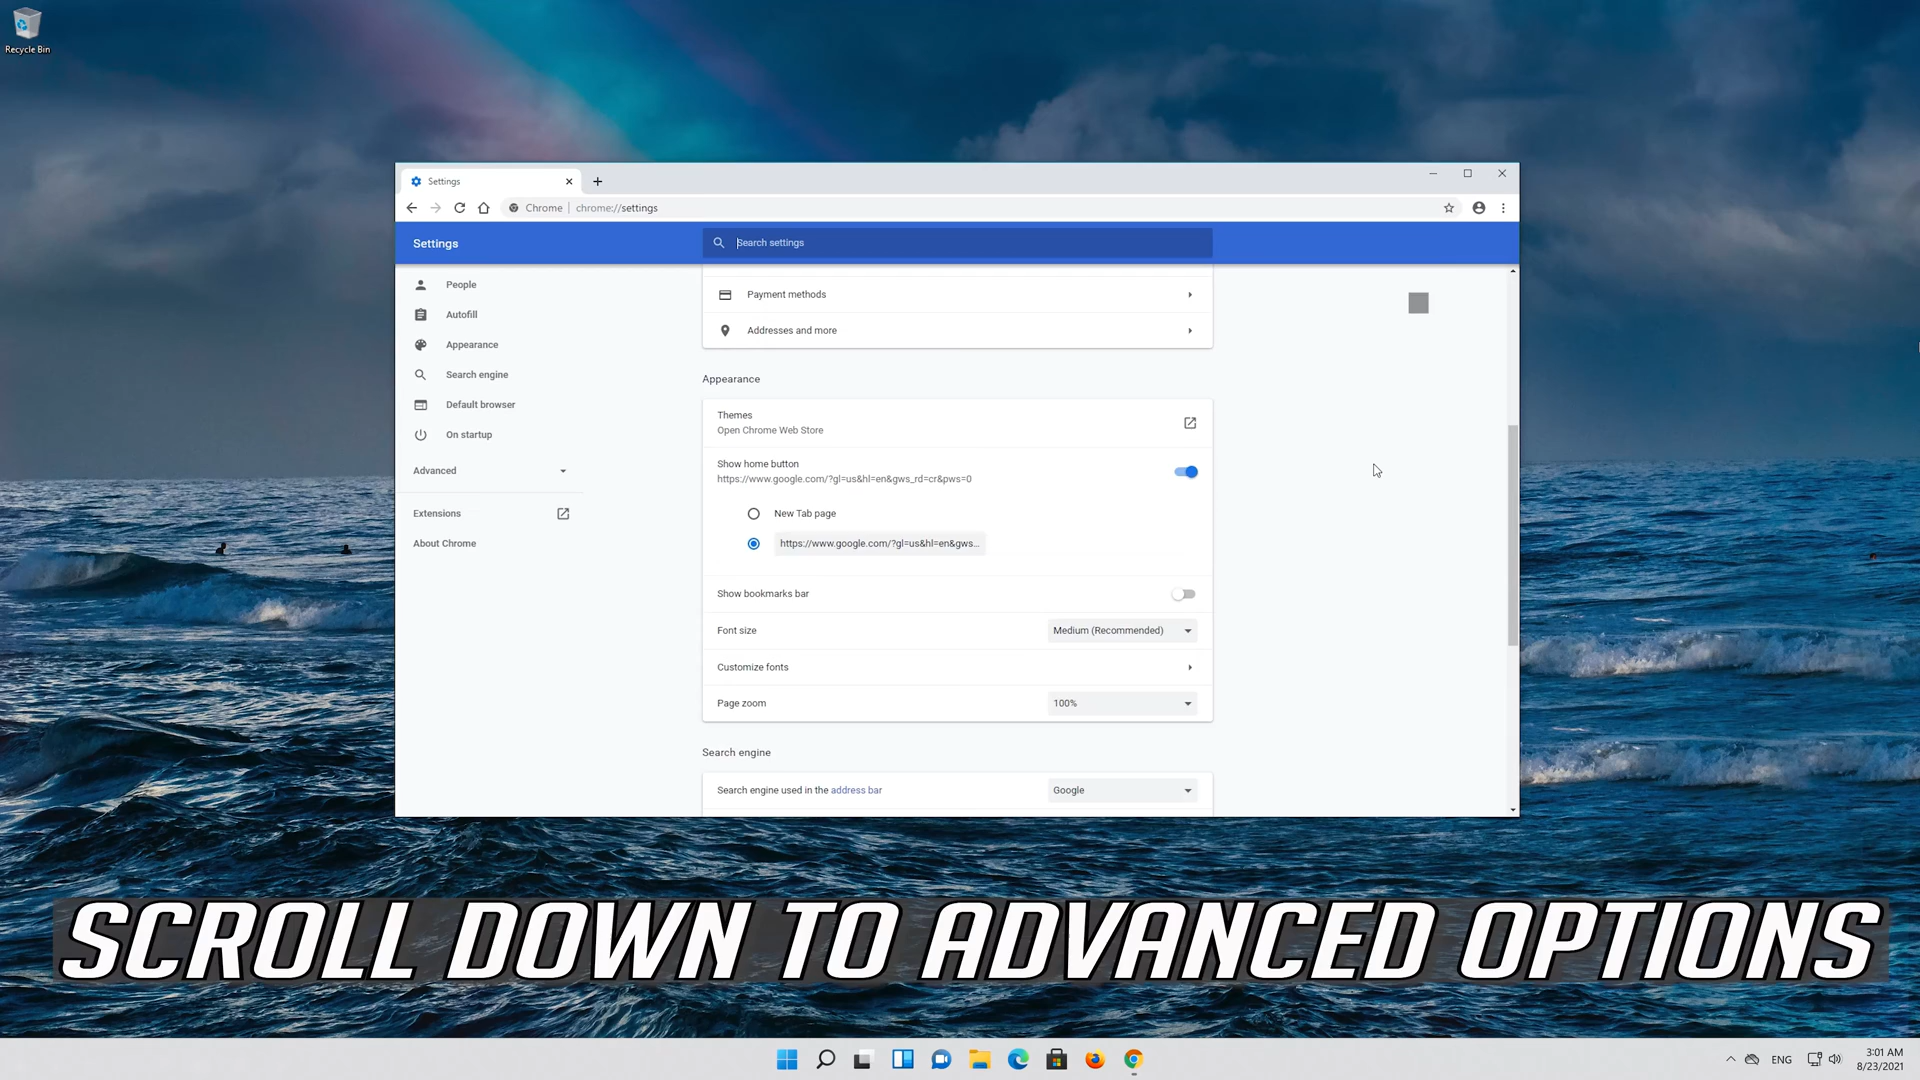 Recycle Bin
Settings
Chrome | chrome://settings
Settings
Search settings
People
Autofill
Appearance
Search engine
Default browser
On startup
Advanced
Extensions
About Chrome
Payment methods
Addresses and more
Appearance
Themes
Open Chrome Web Store
Show home button
https://www.google.com/?gl=us&hl=en&gws_rd=cr&pws=0
New Tab page
https://www.google.com/?gl=us&hl=en&gws...
Show bookmarks bar
Font size
Medium (Recommended)
Customize fonts
Page zoom
100%
Search engine
Search engine used in the address bar
Google
SCROLL DOWN TO ADVANCED OPTIONS
ENG
3:01 AM
8/23/2021